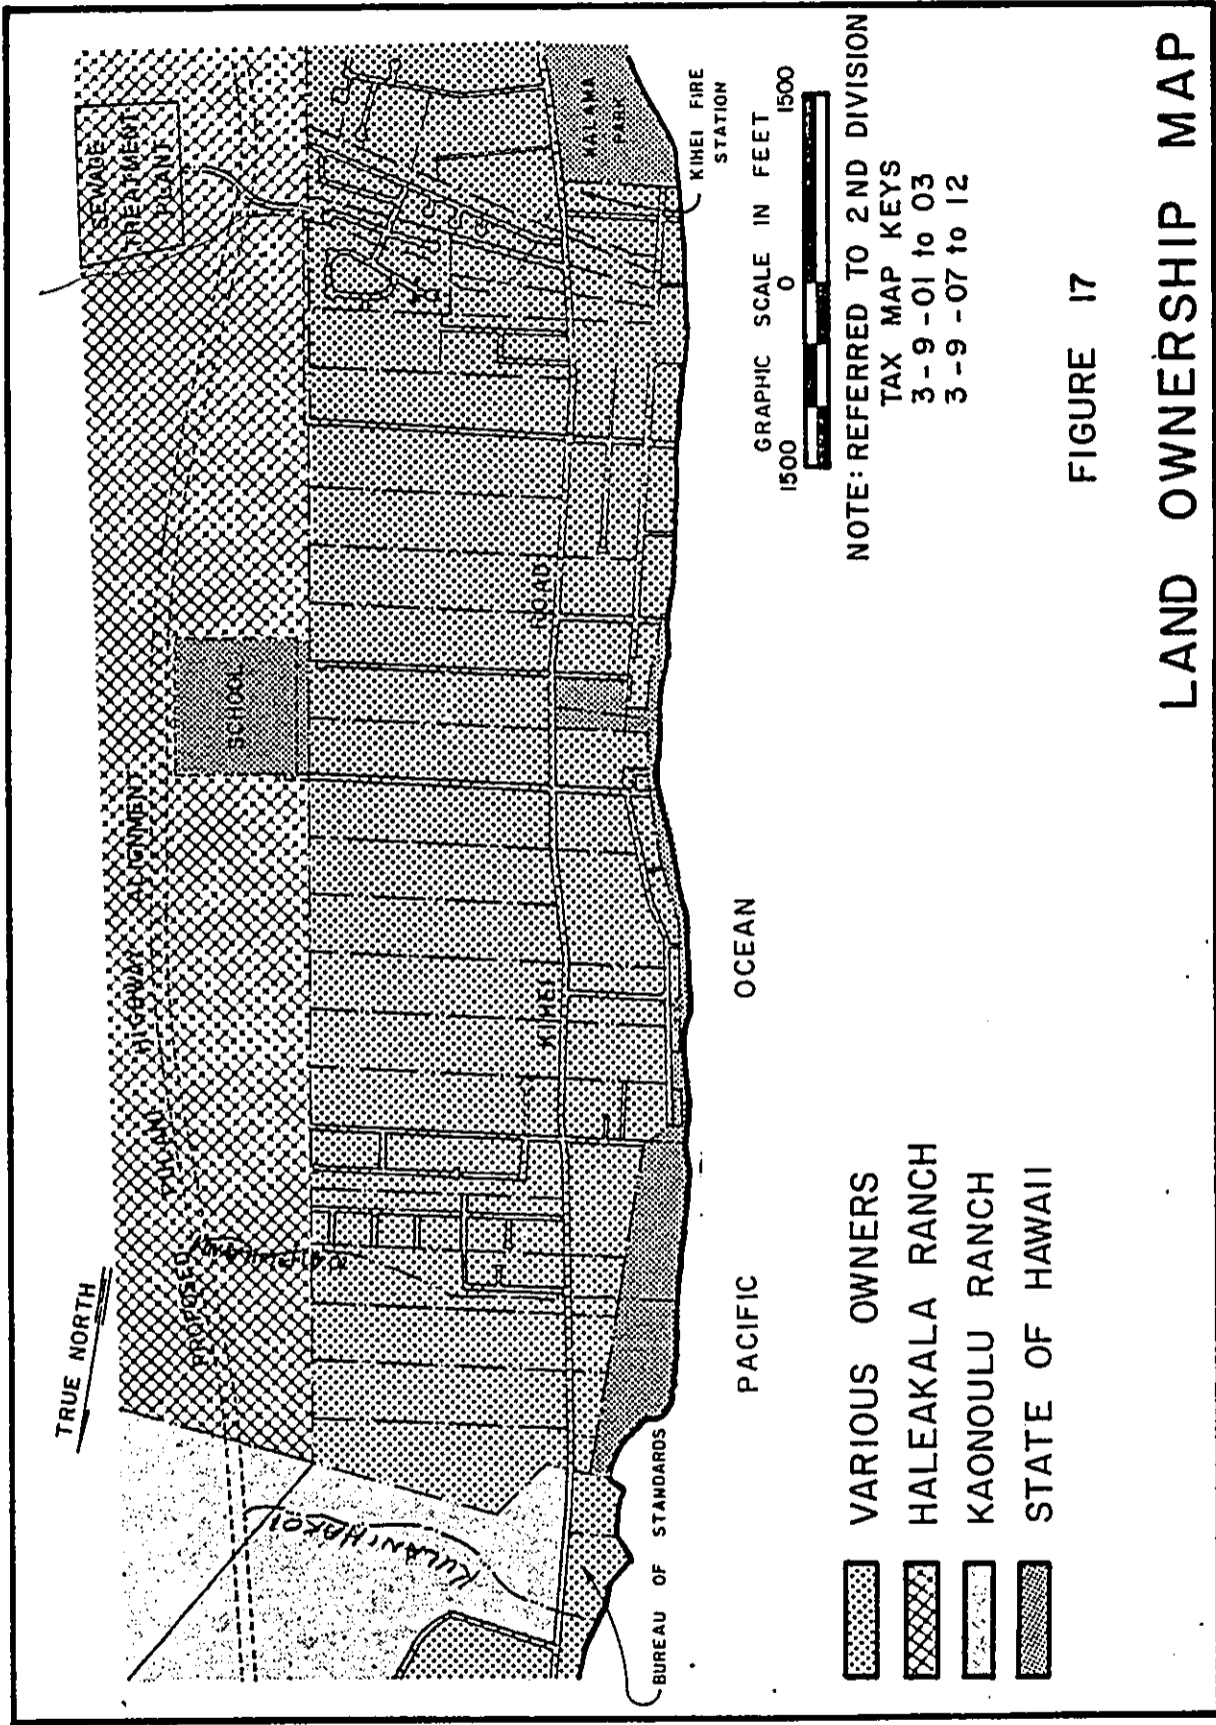 TRUE NORTH
PROPOSED
PIILANI
HIGHWAY
ALIGNMENT
SEWAGE
TREATMENT
PLANT
SCHOOL
KULANIHAKOI
KIHEI
ROAD
KALAMA
PARK
KIHEI FIRE
STATION
BUREAU OF STANDARDS
PACIFIC
OCEAN
GRAPHIC SCALE IN FEET
1500 0 1500
NOTE: REFERRED TO 2ND DIVISION
TAX MAP KEYS
3-9-01 to 03
3-9-07 to 12
VARIOUS OWNERS
HALEAKALA RANCH
KAONOULU RANCH
STATE OF HAWAII
FIGURE 17
LAND OWNERSHIP MAP